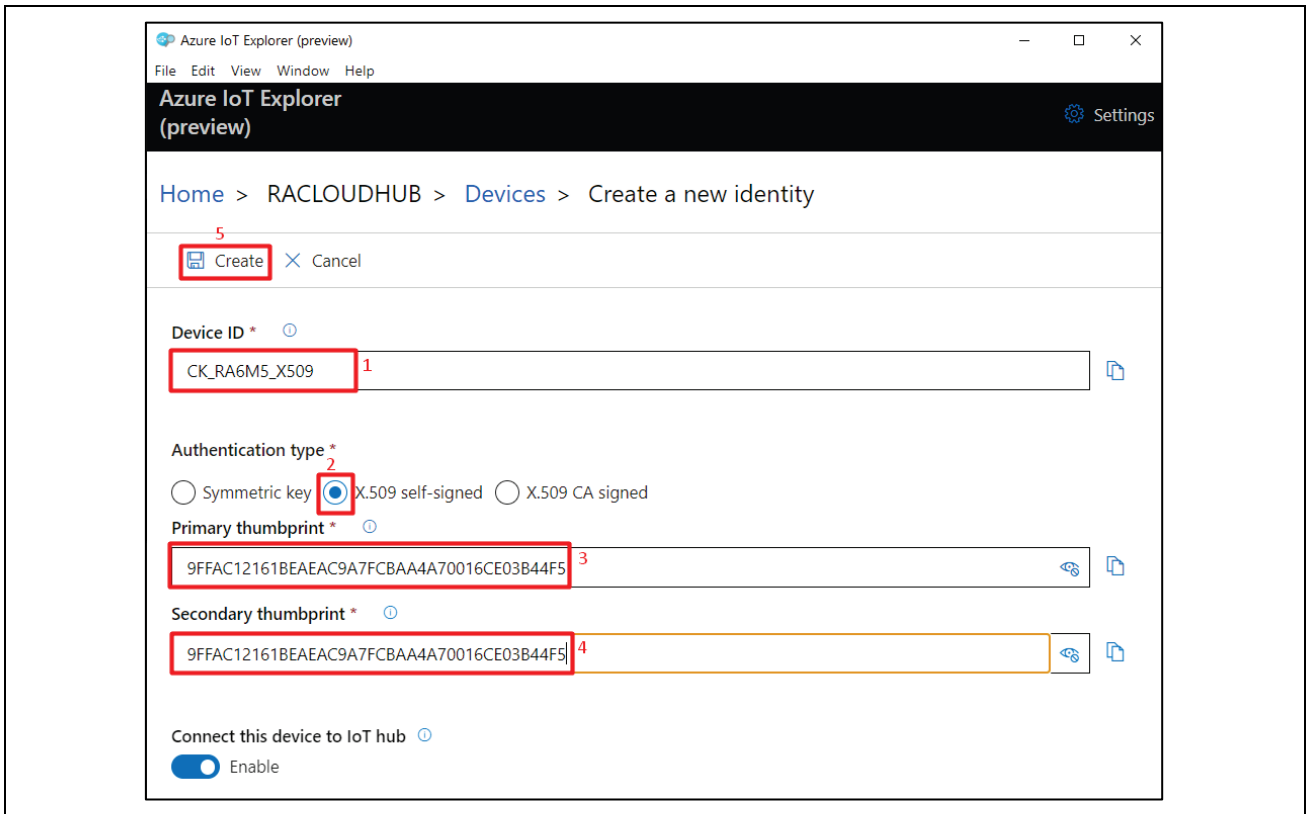 Azure IoT Explorer (preview)
File Edit View Window Help
Azure IoT Explorer
(preview)
Settings
Home > RACLOUDHUB > Devices > Create a new identity
5
Create Cancel
Device ID *
CK_RA6M5_X509 1
Authentication type *
2
Symmetric key X.509 self-signed X.509 CA signed
Primary thumbprint *
9FFAC12161BEAEAC9A7FCBAA4A70016CE03B44F5 3
Secondary thumbprint *
9FFAC12161BEAEAC9A7FCBAA4A70016CE03B44F5 4
Connect this device to IoT hub
Enable